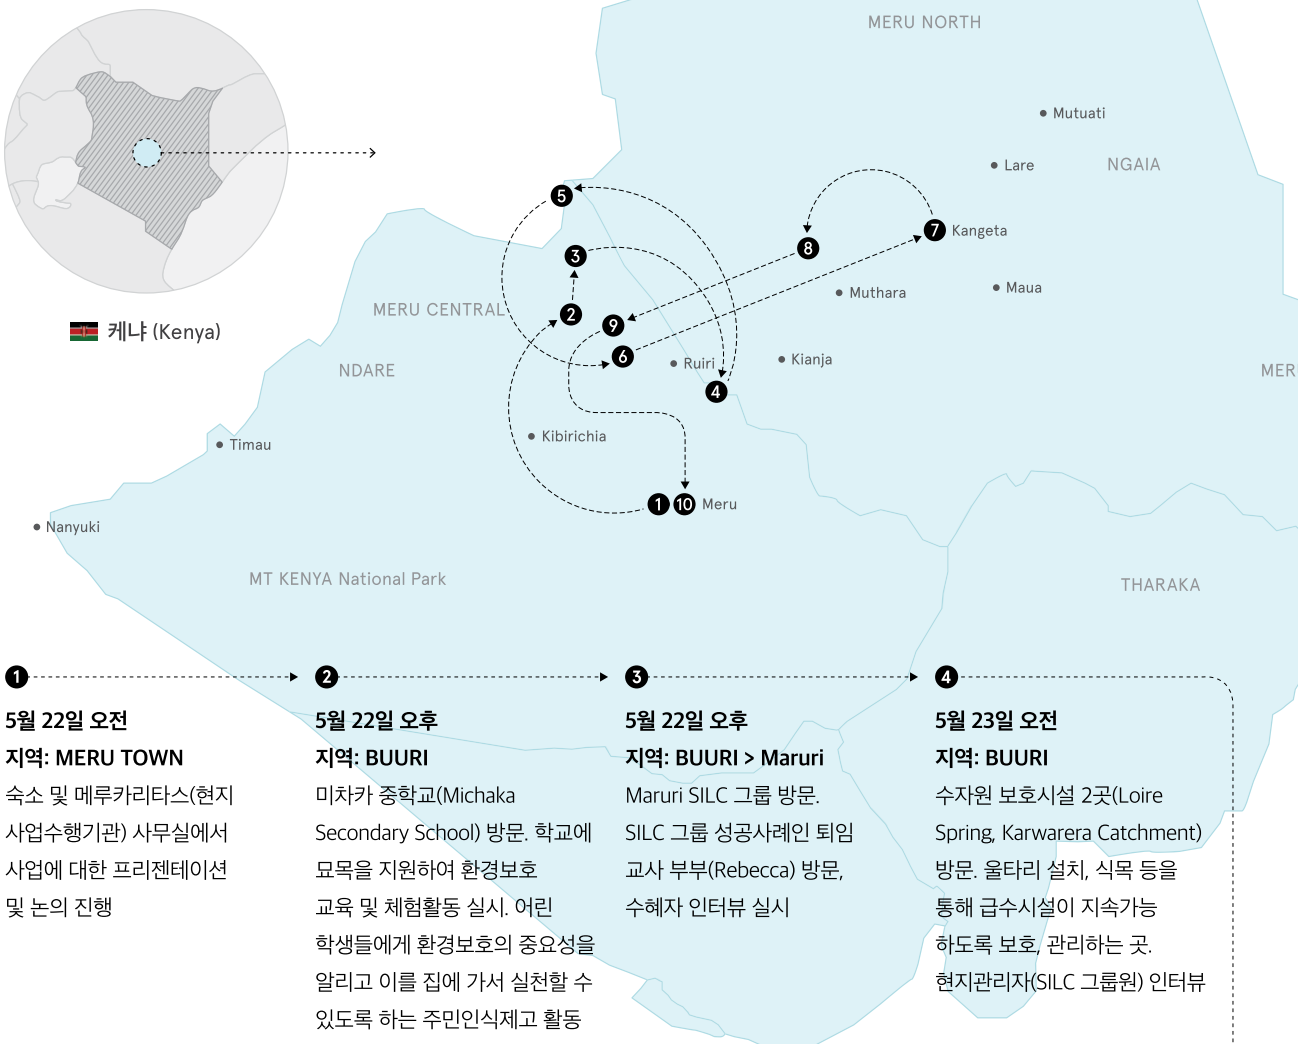 MERU NORTH
Mutuati
Lare
NGAIA
5
7
Kangeta
8
3
Maua
Muthara
MERU CENTRAL
2
9
케냐 (Kenya)
6
Ruiri
Kianja
NDARE
MER
4
Kibirichia
Timau
1
10
Meru
Nanyuki
MT KENYA National Park
THARAKA
1
5월 22일 오전
지역: MERU TOWN
숙소 및 메루카리타스(현지
사업수행기관) 사무실에서
사업에 대한 프리젠테이션
및 논의 진행
2
5월 22일 오후
지역: BUURI
미차카 중학교(Michaka
Secondary School) 방문. 학교에
묘목을 지원하여 환경보호
교육 및 체험활동 실시. 어린
학생들에게 환경보호의 중요성을
알리고 이를 집에 가서 실천할 수
있도록 하는 주민인식제고 활동
3
5월 22일 오후
지역: BUURI > Maruri
Maruri SILC 그룹 방문.
SILC 그룹 성공사례인 퇴임
교사 부부(Rebecca) 방문,
수혜자 인터뷰 실시
4
5월 23일 오전
지역: BUURI
수자원 보호시설 2곳(Loire
Spring, Karwarera Catchment)
방문. 울타리 설치, 식목 등을
통해 급수시설이 지속가능
하도록 보호, 관리하는 곳.
현지관리자(SILC 그룹원) 인터뷰